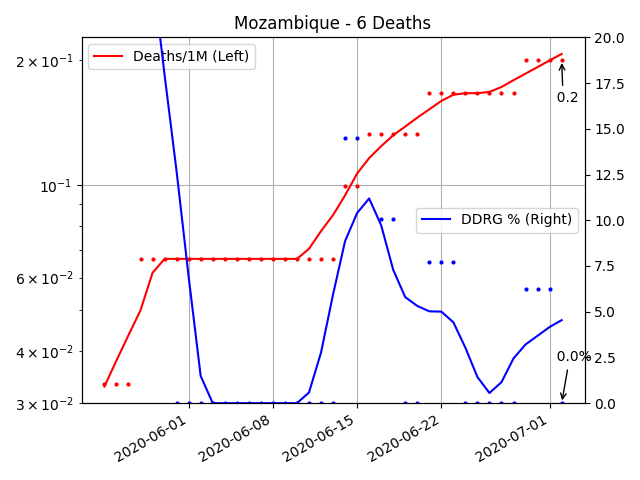 Mozambique - 6 Deaths
Deaths/1M (Left)
DDRG % (Right)
2 × 10⁻¹
10⁻¹
6 × 10⁻²
4 × 10⁻²
3 × 10⁻²
20.0
17.5
15.0
12.5
10.0
7.5
5.0
2.5
0.0
0.2
0.0%
2020-06-01
2020-06-08
2020-06-15
2020-06-22
2020-07-01